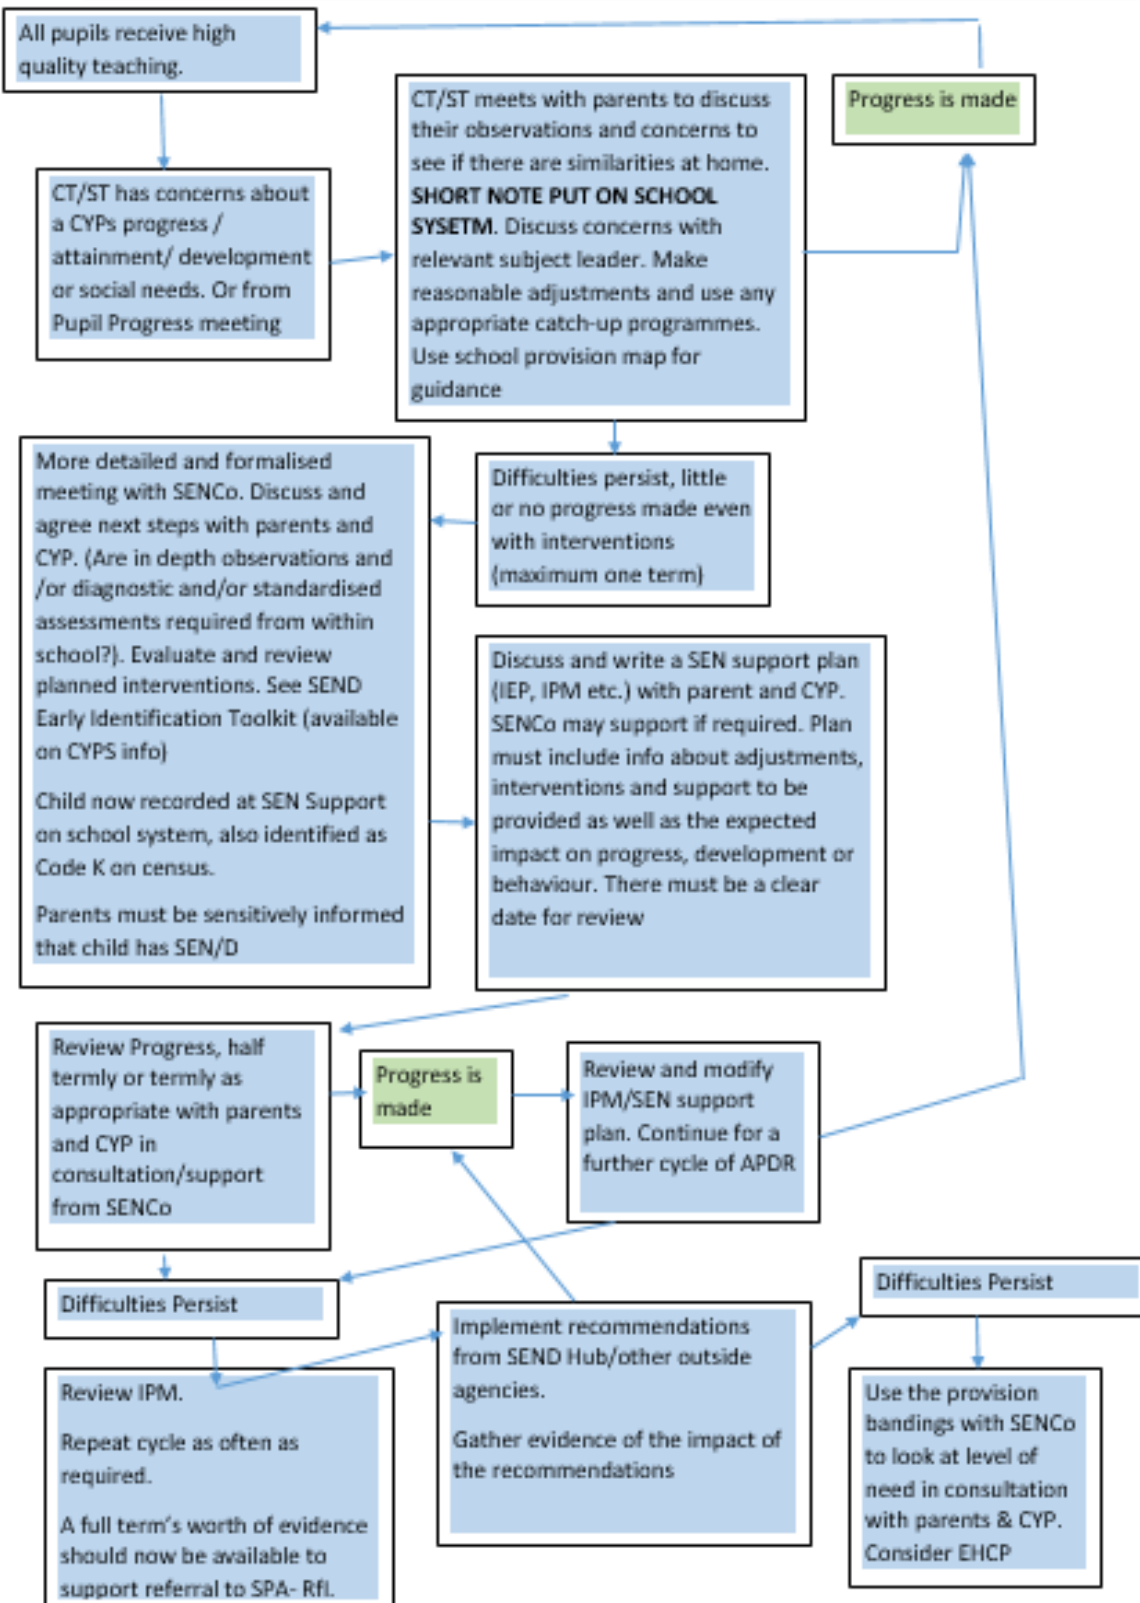 All pupils receive high
quality teaching.
Progress is made
CT/ST meets with parents to discuss
their observations and concerns to
see if there are similarities at home.
SHORT NOTE PUT ON SCHOOL
SYSETM. Discuss concerns with
relevant subject leader. Make
reasonable adjustments and use any
appropriate catch-up programmes.
Use school provision map for
guidance
CT/ST has concerns about
a CYPs progress /
attainment/ development
or social needs. Or from
Pupil Progress meeting
Difficulties persist, little
or no progress made even
with interventions
(maximum one term)
More detailed and formalised
meeting with SENCo. Discuss and
agree next steps with parents and
CYP. (Are in depth observations and
/or diagnostic and/or standardised
assessments required from within
school?). Evaluate and review
planned interventions. See SEND
Early Identification Toolkit (available
on CYPS info)
Child now recorded at SEN Support
on school system, also identified as
Code K on census.
Parents must be sensitively informed
that child has SEN/D
Discuss and write a SEN support plan
(IEP, IPM etc.) with parent and CYP.
SENCo may support if required. Plan
must include info about adjustments,
interventions and support to be
provided as well as the expected
impact on progress, development or
behaviour. There must be a clear
date for review
Review Progress, half
termly or termly as
appropriate with parents
and CYP in
consultation/support
from SENCo
Progress is
made
Review and modify
IPM/SEN support
plan. Continue for a
further cycle of APDR
Difficulties Persist
Review IPM.
Repeat cycle as often as
required.
A full term's worth of evidence
should now be available to
support referral to SPA- RfI.
Implement recommendations
from SEND Hub/other outside
agencies.
Gather evidence of the impact of
the recommendations
Difficulties Persist
Use the provision
bandings with SENCo
to look at level of
need in consultation
with parents & CYP.
Consider EHCP